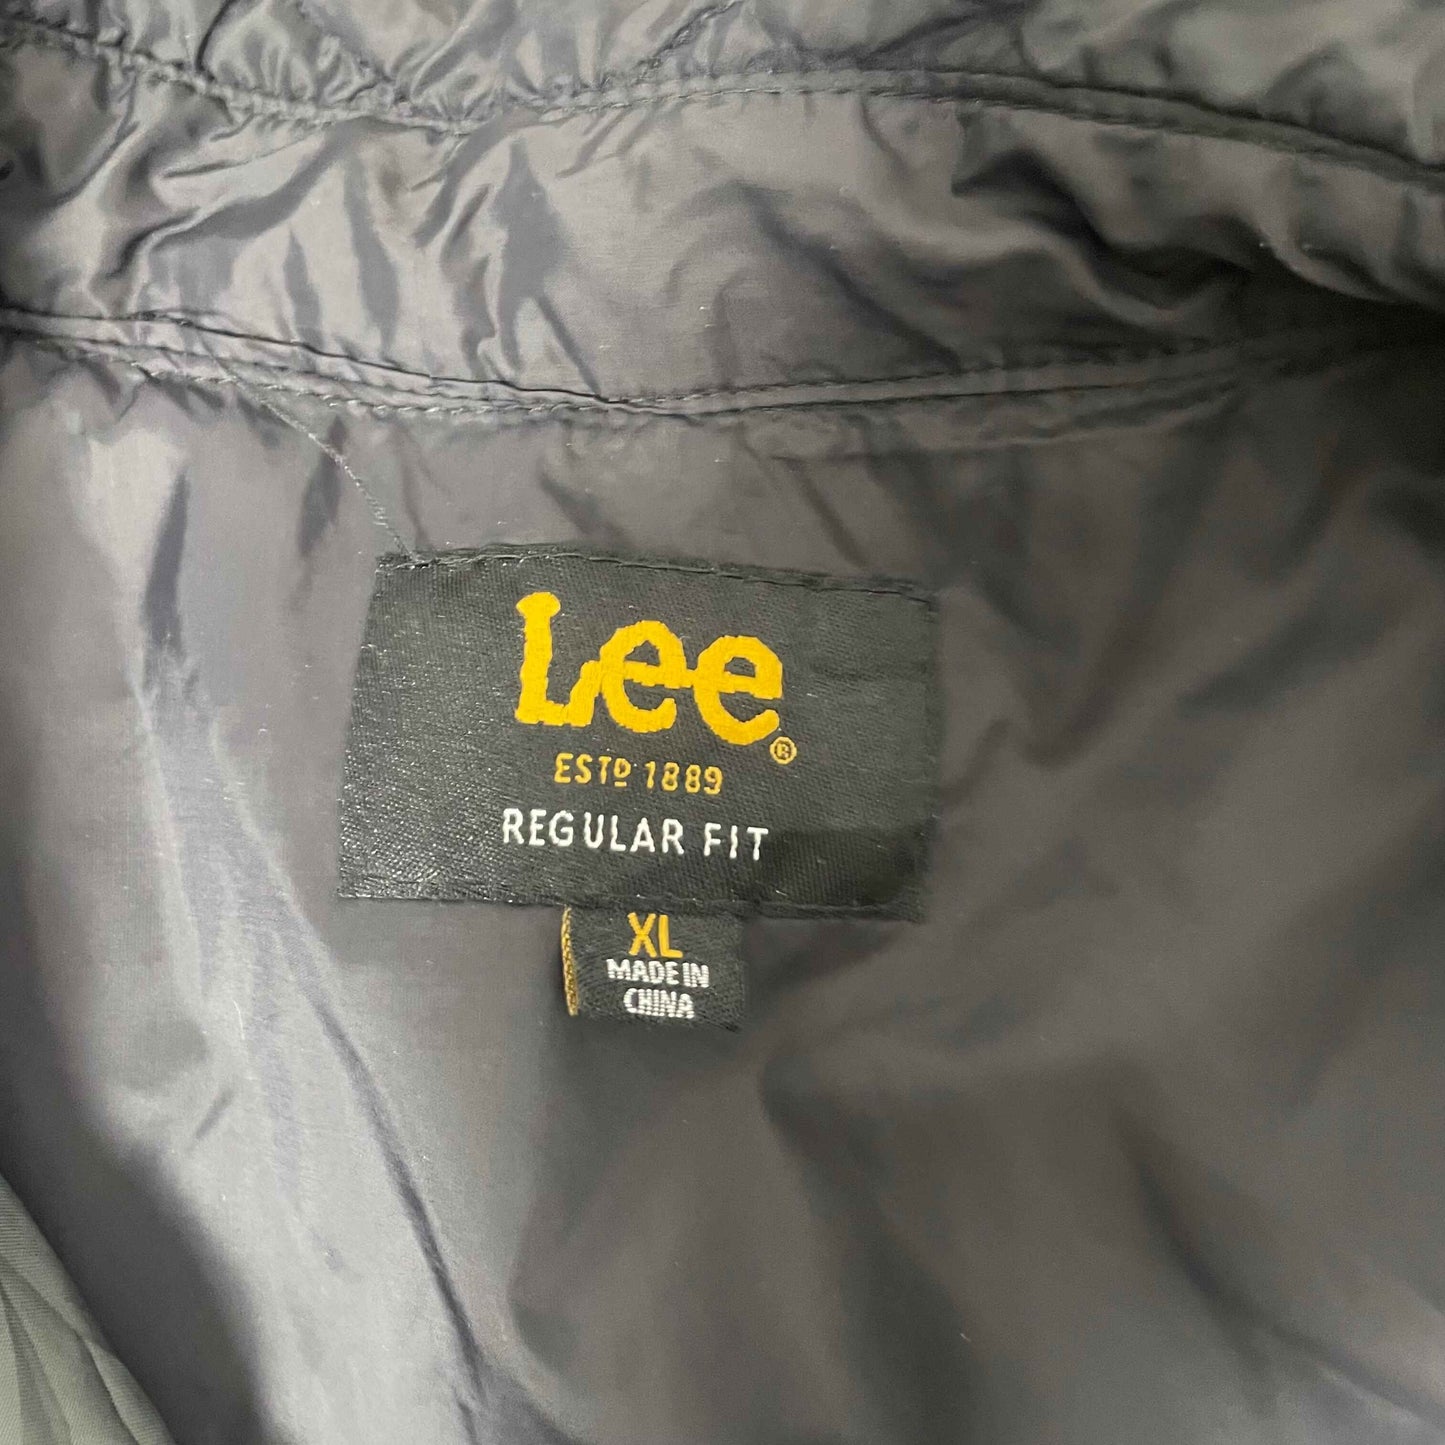 Lee®
ESTD 1889
REGULAR FIT
XL
MADE IN
CHINA